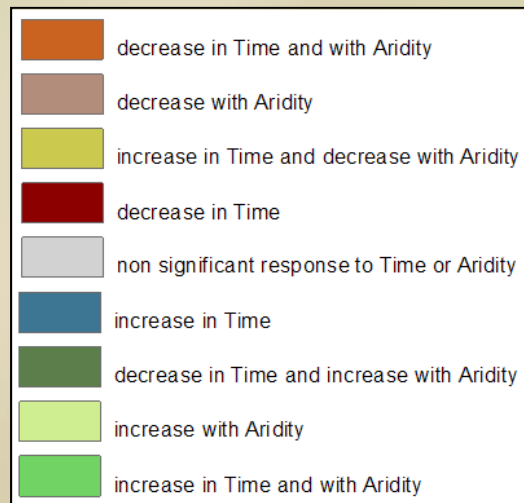 decrease in Time and with Aridity
decrease with Aridity
increase in Time and decrease with Aridity
decrease in Time
non significant response to Time or Aridity
increase in Time
decrease in Time and increase with Aridity
increase with Aridity
increase in Time and with Aridity